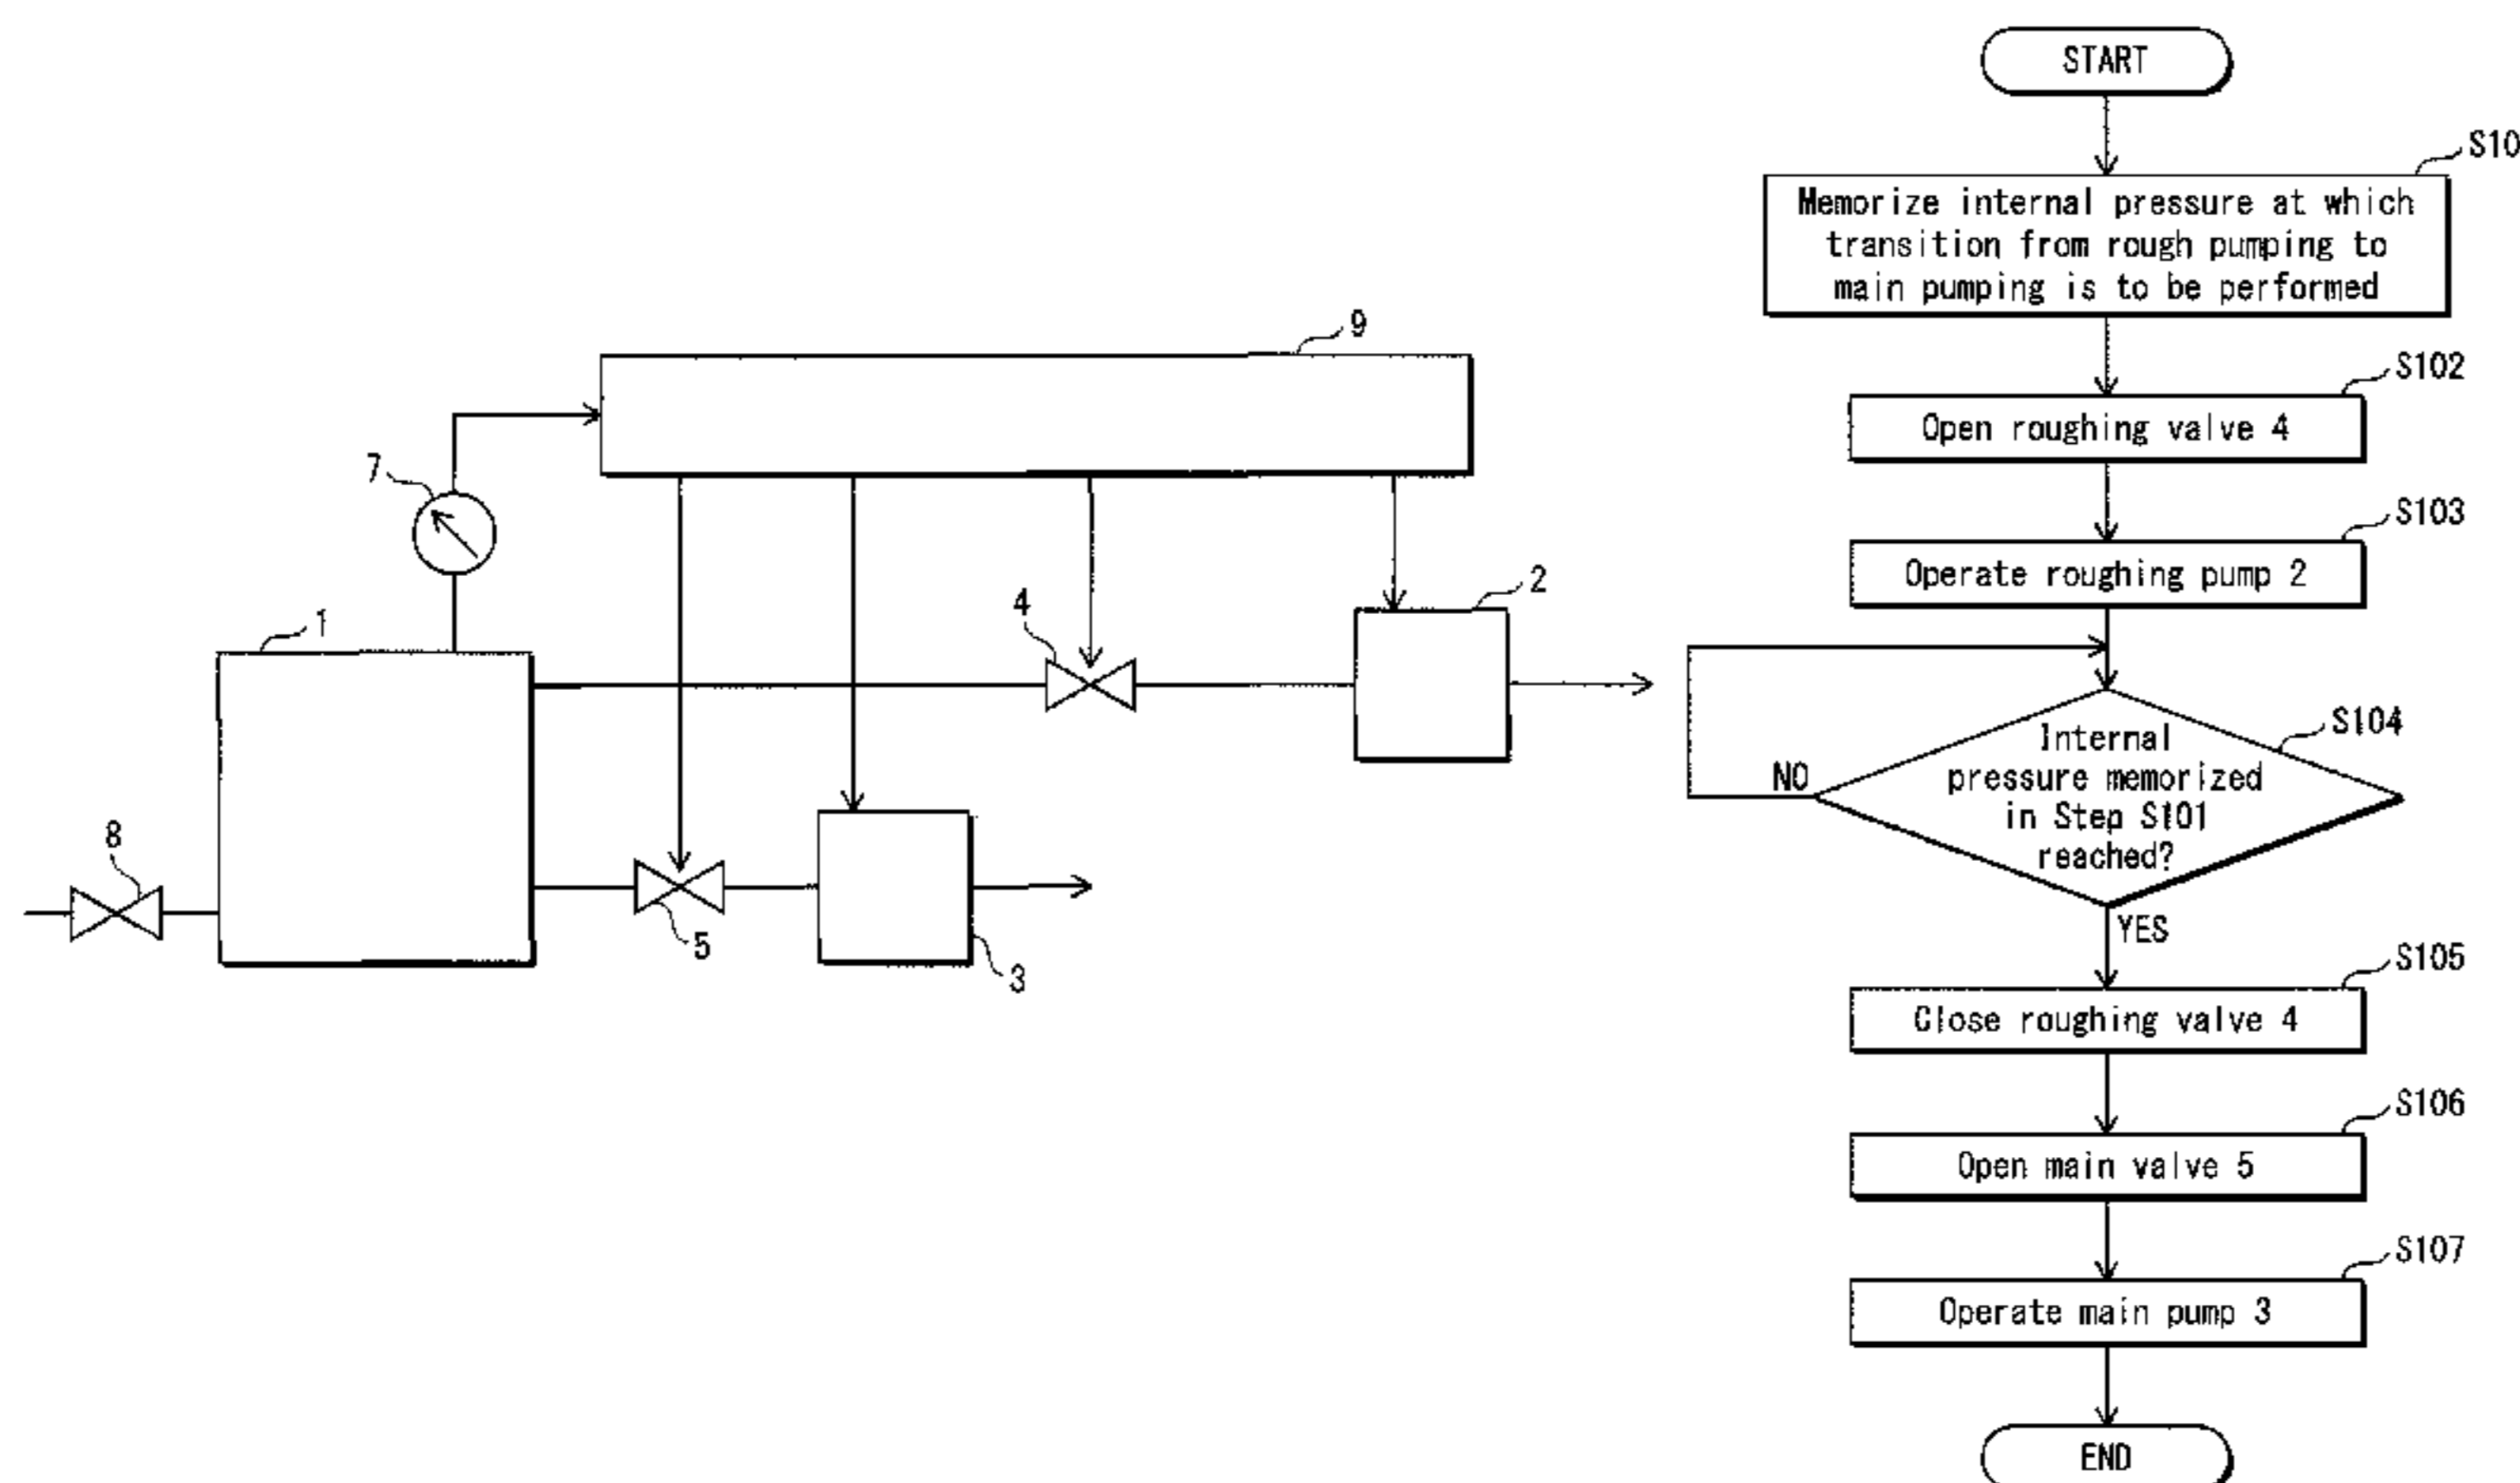 9
7
1
4
2
8
5
3
START
S10
Memorize internal pressure at which
transition from rough pumping to
main pumping is to be performed
S102
Open roughing valve 4
S103
Operate roughing pump 2
S104
Internal
pressure memorized
in Step S101
reached?
NO
YES
S105
Close roughing valve 4
S106
Open main valve 5
S107
Operate main pump 3
END